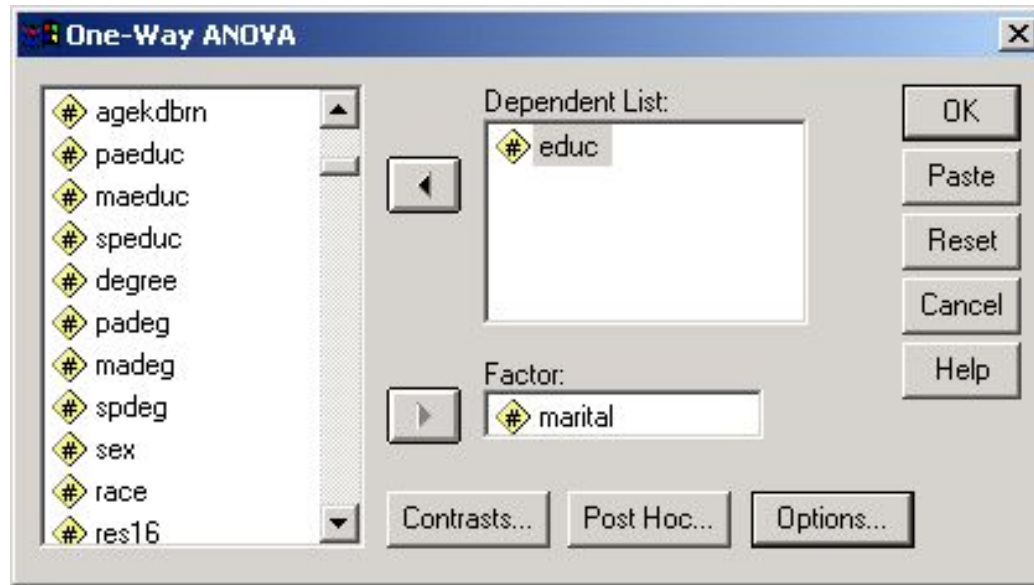 One-Way ANOVA
agekdbrn
paeduc
maeduc
speduc
degree
padeg
madeg
spdeg
sex
race
res16
Dependent List:
educ
Factor:
marital
Contrasts...
Post Hoc...
Options...
OK
Paste
Reset
Cancel
Help